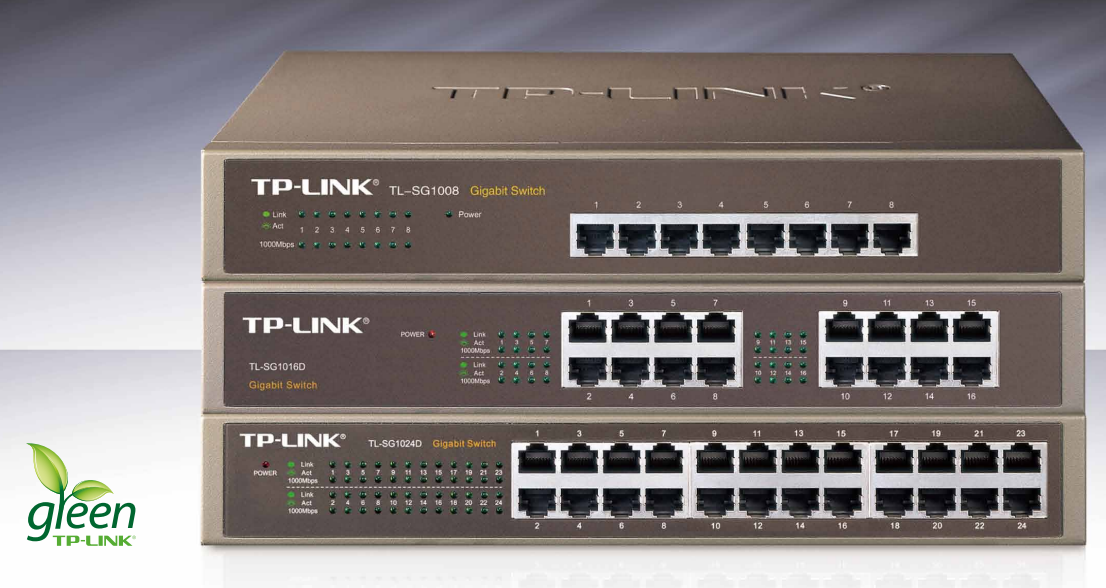 TP-LINK®
TP-LINK® TL-SG1008 Gigabit Switch
1 2 3 4 5 6 7 8
Link
Power
Act
1 2 3 4 5 6 7 8
1000Mbps
1 3 5 7
9 11 13 15
TP-LINK®
POWER
Link
Act 1 3 5 7
9 11 13 15
1000Mbps
TL-SG1016D
Link
Act 2 4 6 8
10 12 14 16
1000Mbps
Gigabit Switch
2 4 6 8
10 12 14 16
TP-LINK® TL-SG1024D Gigabit Switch
1 3 5 7 9 11 13 15 17 19 21 23
POWER
Link
Act 1 3 5 7 9 11 13 15 17 19 21 23
1000Mbps
Link
Act 2 4 6 8 10 12 14 16 18 20 22 24
1000Mbps
2 4 6 8 10 12 14 16 18 20 22 24
green
TP-LINK®